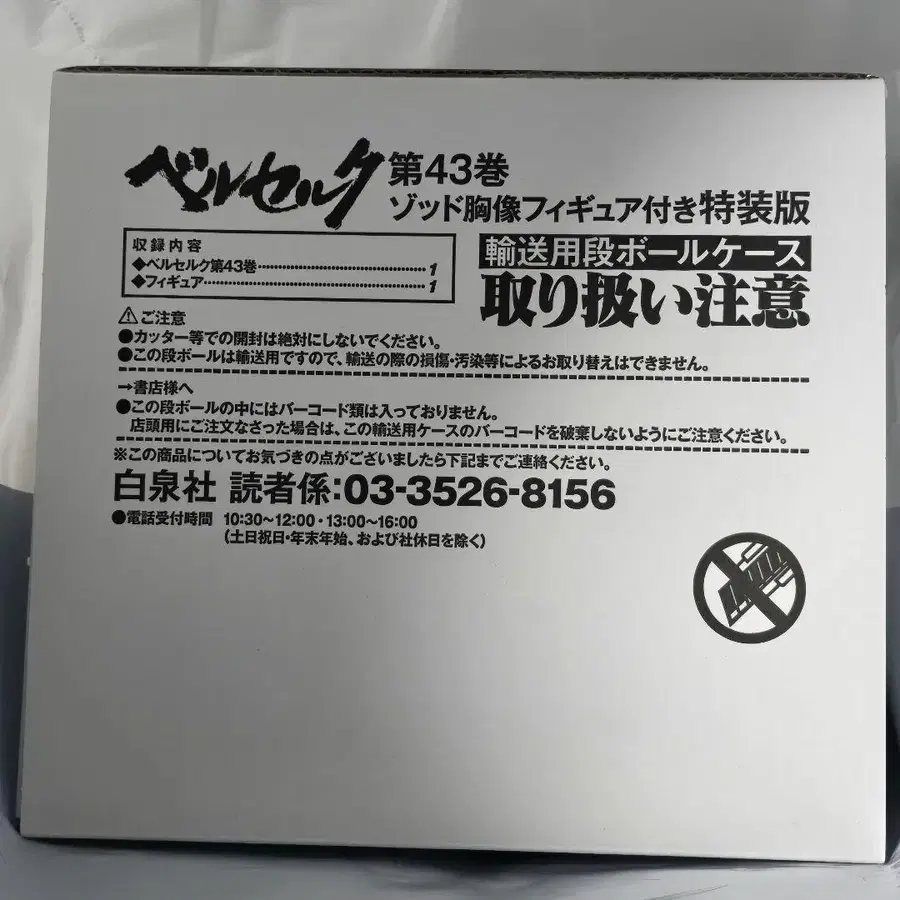 ベルセルク 第43巻
ゾッド胸像フィギュア付き特装版
収録内容
◆ベルセルク第43巻……………………1
◆フィギュア……………………………1
輸送用段ボールケース
取り扱い注意
⚠ご注意
●カッター等での開封は絶対にしないでください。
●この段ボールは輸送用ですので、輸送の際の損傷・汚染等によるお取り替えはできません。
→書店様へ
●この段ボールの中にはバーコード類は入っておりません。
店頭用にご注文なさった場合は、この輸送用ケースのバーコードを破棄しないようにご注意ください。
※この商品についてお気づきの点がございましたら下記までご連絡ください。
白泉社 読者係:03-3526-8156
●電話受付時間 10:30〜12:00・13:00〜16:00
(土日祝日・年末年始、および社休日を除く)